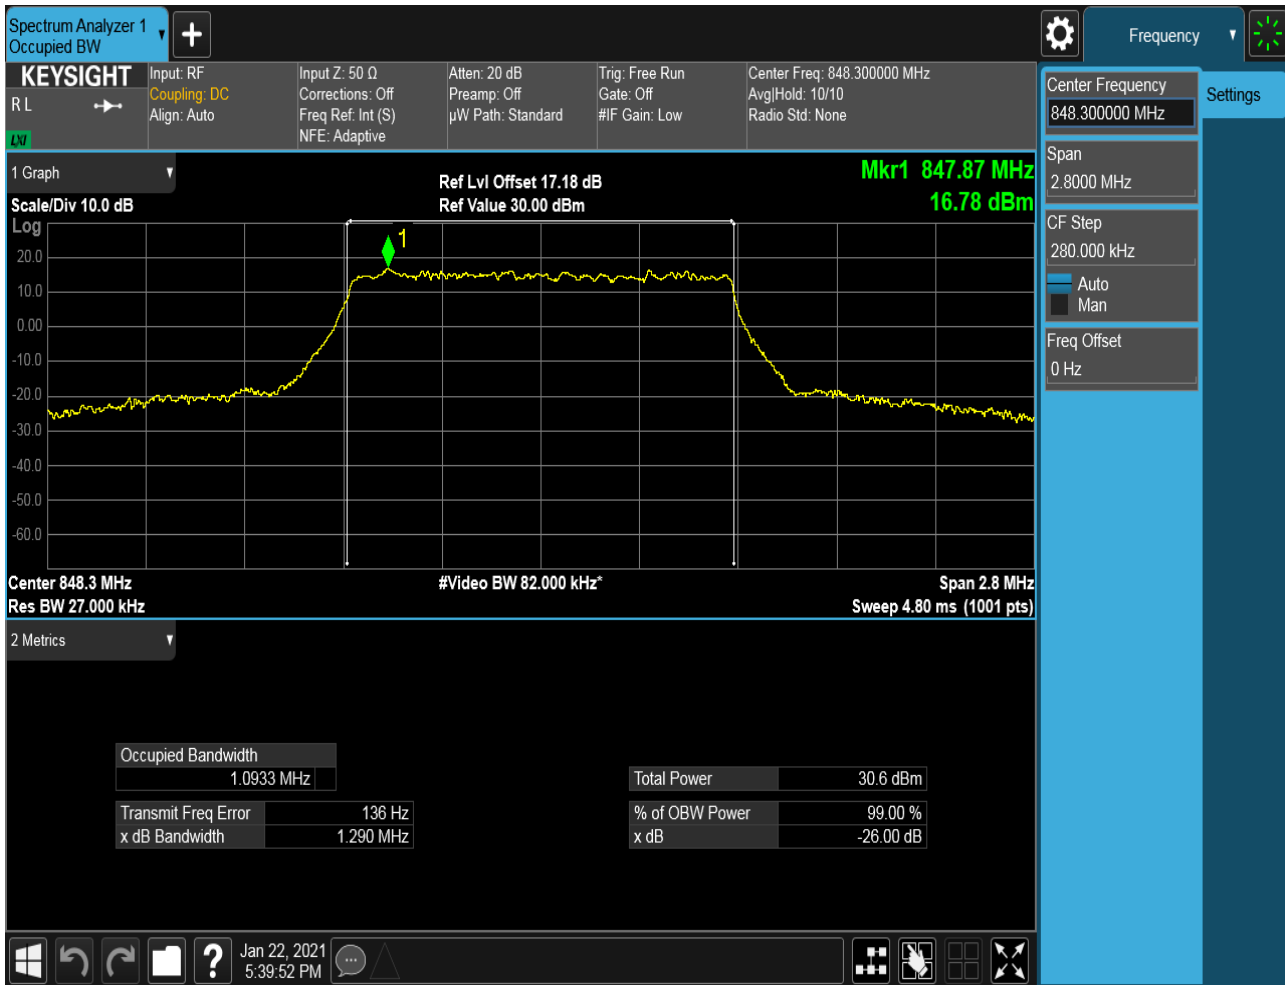 Spectrum Analyzer 1
Occupied BW
+
Frequency
KEYSIGHT
R L
LXI
Input: RF
Coupling: DC
Align: Auto
Input Z: 50 Ω
Corrections: Off
Freq Ref: Int (S)
NFE: Adaptive
Atten: 20 dB
Preamp: Off
µW Path: Standard
Trig: Free Run
Gate: Off
#IF Gain: Low
Center Freq: 848.300000 MHz
Avg|Hold: 10/10
Radio Std: None
Center Frequency
848.300000 MHz
Settings
Span
2.8000 MHz
CF Step
280.000 kHz
Auto
Man
Freq Offset
0 Hz
1 Graph
Scale/Div 10.0 dB
Ref Lvl Offset 17.18 dB
Ref Value 30.00 dBm
Mkr1 847.87 MHz
16.78 dBm
Log
1
20.0
10.0
0.00
-10.0
-20.0
-30.0
-40.0
-50.0
-60.0
Center 848.3 MHz
#Video BW 82.000 kHz*
Span 2.8 MHz
Res BW 27.000 kHz
Sweep 4.80 ms (1001 pts)
2 Metrics
Occupied Bandwidth
1.0933 MHz
Total Power 30.6 dBm
Transmit Freq Error 136 Hz
% of OBW Power 99.00 %
x dB Bandwidth 1.290 MHz
x dB -26.00 dB
?
Jan 22, 2021
5:39:52 PM